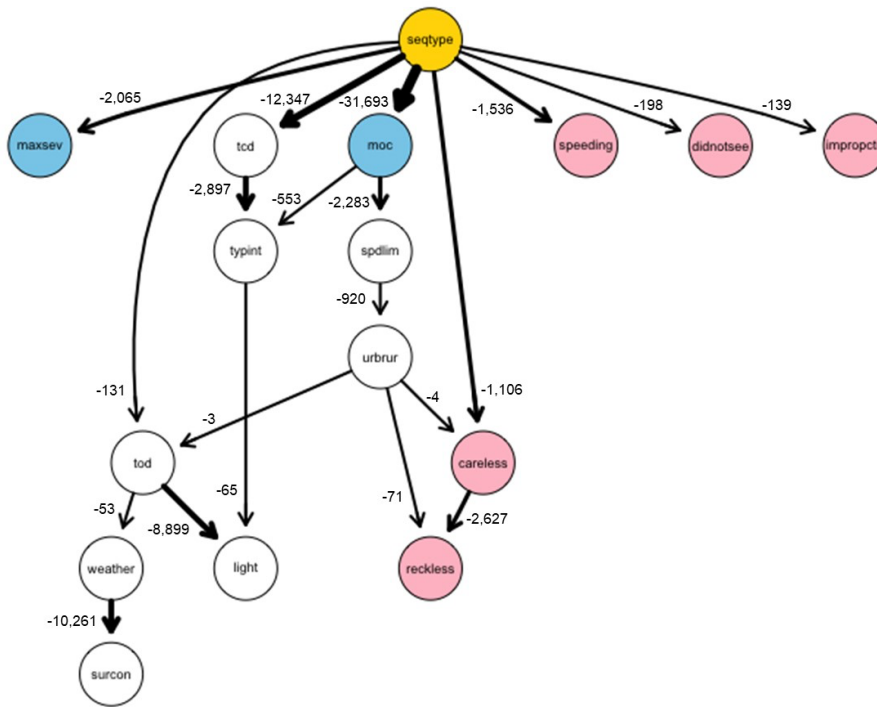 seqtype
-2,065
-12,347
-31,693
-1,536
-198
-139
maxsev
tcd
moc
speeding
didnotsee
impropct
-2,897
-553
-2,283
typint
spdlim
-920
urbrur
-131
-3
-4
-1,106
tod
careless
-53
-8,899
-65
-71
-2,627
weather
light
reckless
-10,261
surcon